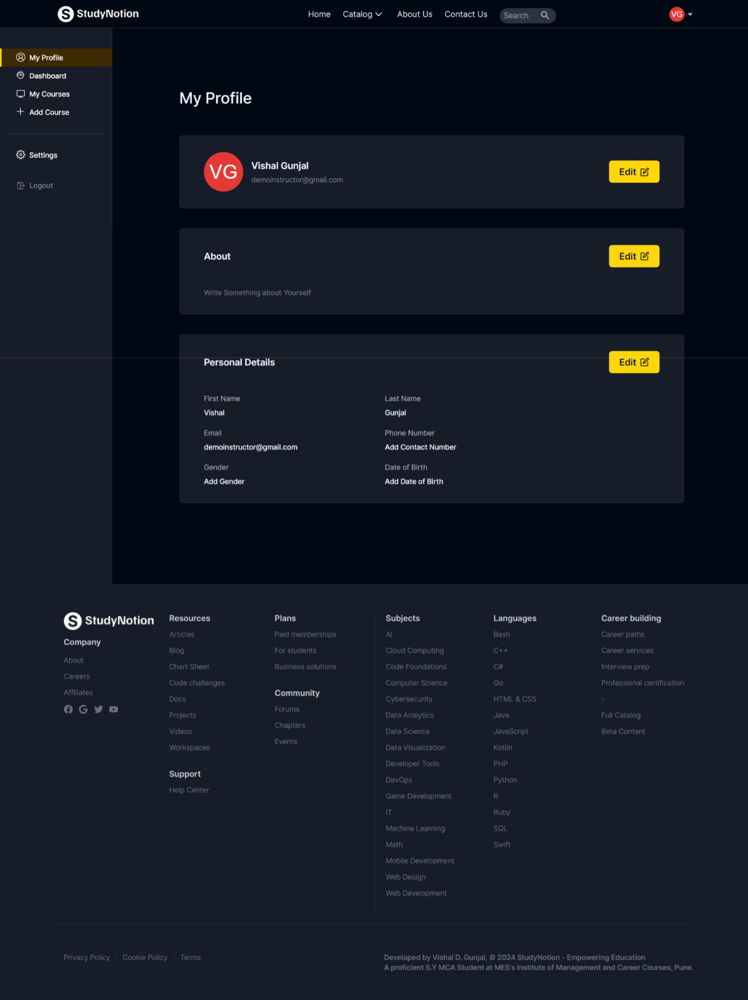 StudyNotion
Home
Catalog
About Us
Contact Us
Search
VG
My Profile
Dashboard
My Courses
Add Course
Settings
Logout
My Profile
VG
Vishal Gunjal
demoinstructor@gmail.com
Edit
About
Edit
Write Something about Yourself
Personal Details
Edit
First Name
Vishal
Last Name
Gunjal
Email
demoinstructor@gmail.com
Phone Number
Add Contact Number
Gender
Add Gender
Date of Birth
Add Date of Birth
StudyNotion
Company
About
Careers
Affiliates
Resources
Articles
Blog
Chart Sheet
Code challenges
Docs
Projects
Videos
Workspaces
Support
Help Center
Plans
Paid memberships
For students
Business solutions
Community
Forums
Chapters
Events
Subjects
AI
Cloud Computing
Code Foundations
Computer Science
Cybersecurity
Data Analytics
Data Science
Data Visualization
Developer Tools
DevOps
Game Development
IT
Machine Learning
Math
Mobile Development
Web Design
Web Development
Languages
Bash
C++
C#
Go
HTML & CSS
Java
JavaScript
Kotlin
PHP
Python
R
Ruby
SQL
Swift
Career building
Career paths
Career services
Interview prep
Professional certification
-
Full Catalog
Beta Content
Privacy Policy
Cookie Policy
Terms
Developed by Vishal D. Gunjal, © 2024 StudyNotion - Empowering Education
A proficient S.Y MCA Student at MES's Institute of Management and Career Courses, Pune.